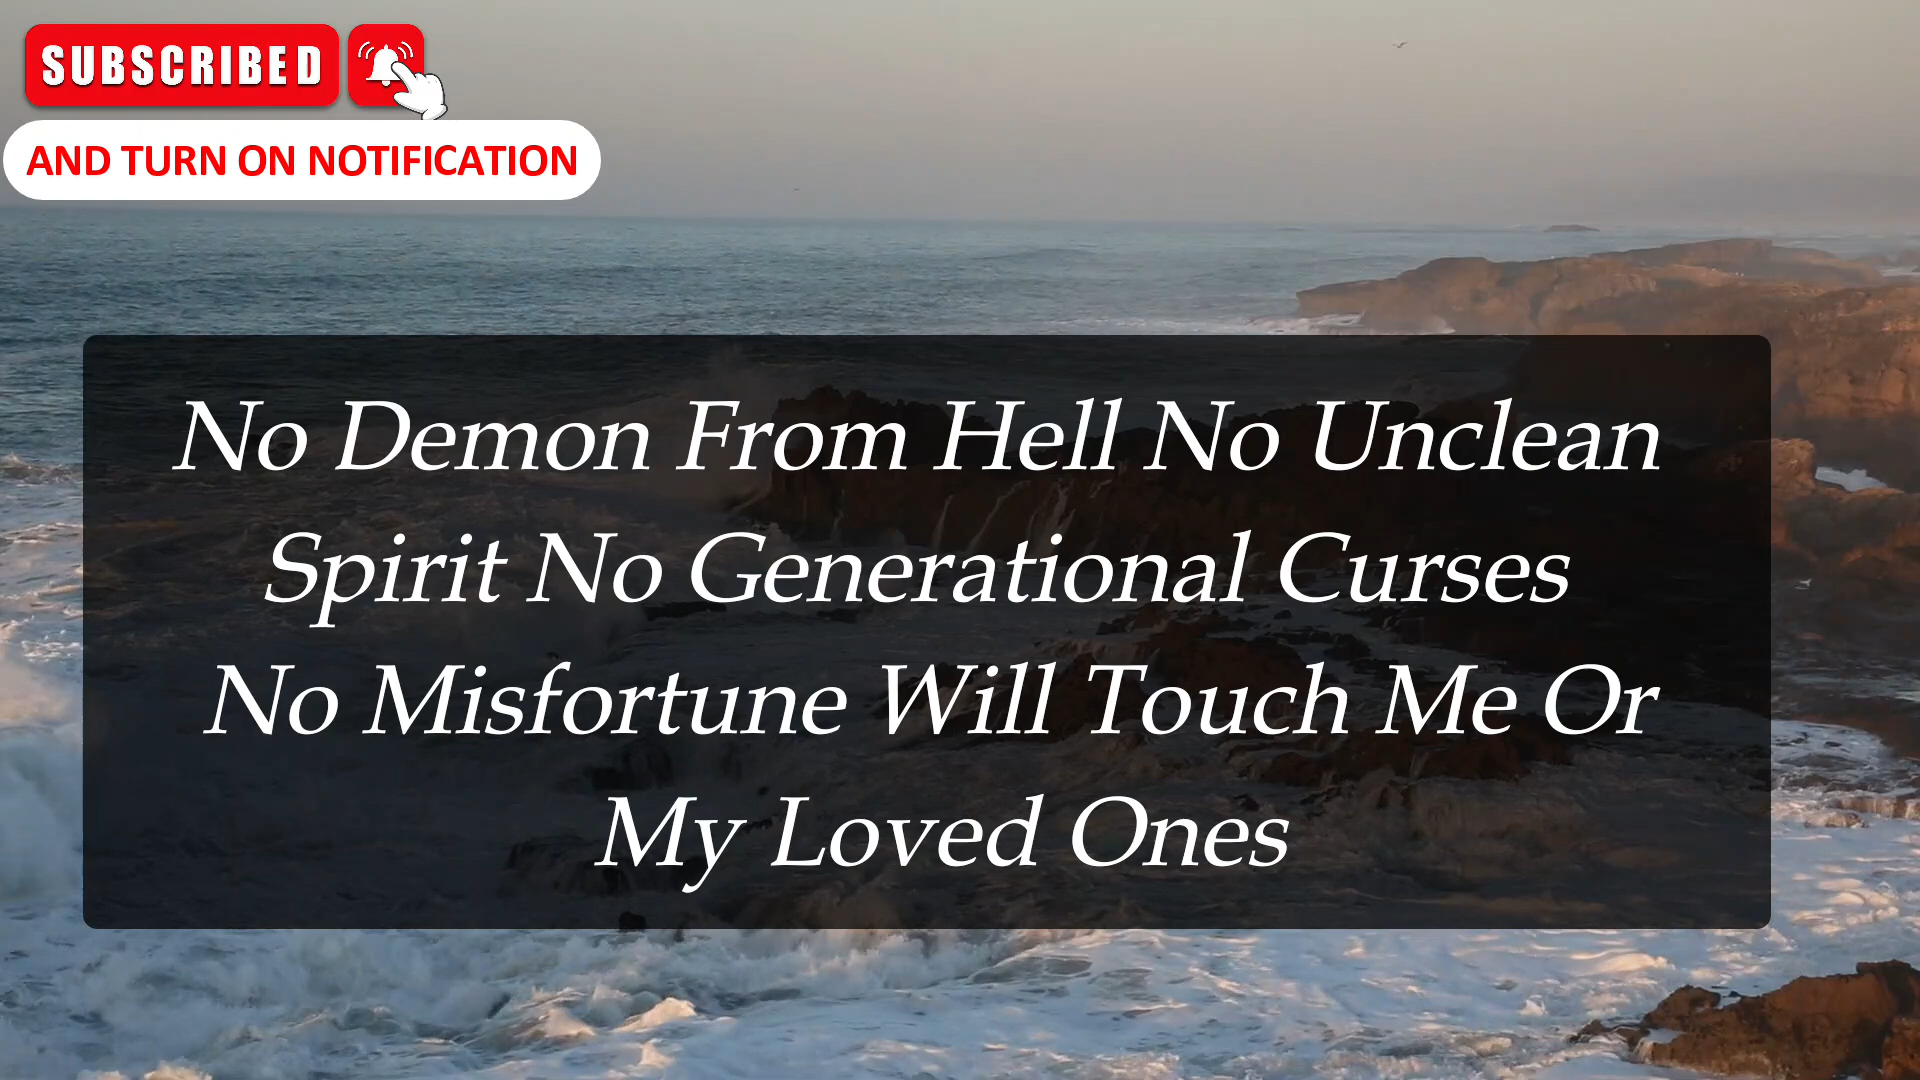 SUBSCRIBED
AND TURN ON NOTIFICATION
No Demon From Hell No Unclean
Spirit No Generational Curses
No Misfortune Will Touch Me Or
My Loved Ones